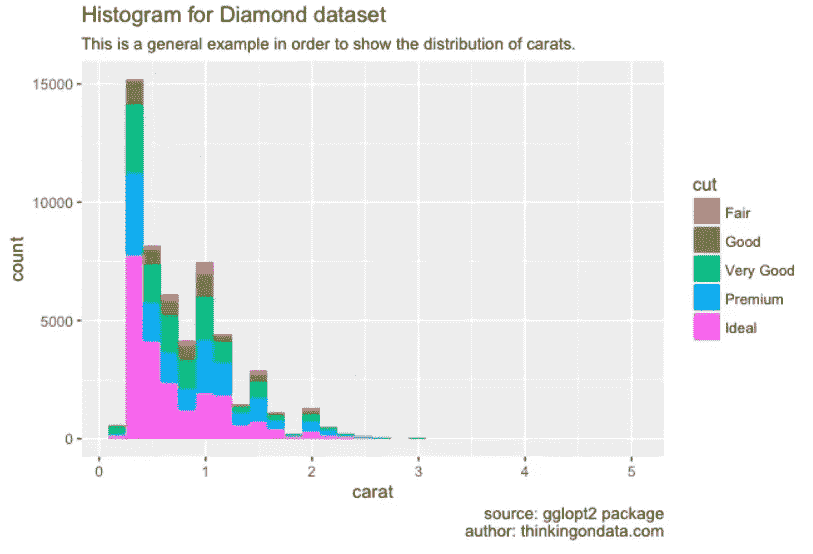 Histogram for Diamond dataset
This is a general example in order to show the distribution of carats.
15000
10000
5000
0
count
0 1 2 3 4 5
carat
cut
Fair
Good
Very Good
Premium
Ideal
source: gglopt2 package
author: thinkingondata.com